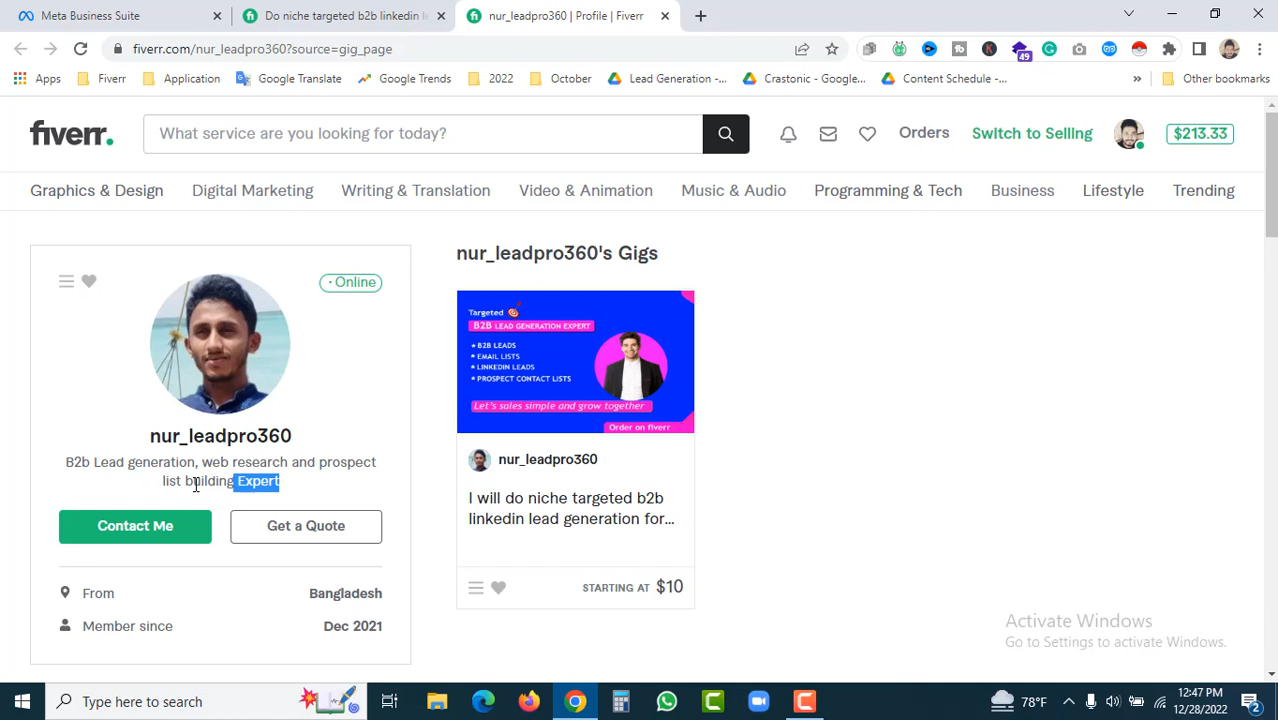 Meta Business Suite
Do niche targeted b2b linkedin l
nur_leadpro360 | Profile | Fiverr
fiverr.com/nur_leadpro360?source=gig_page
49
Apps
Fiverr
Application
Google Translate
Google Trends
2022
October
Lead Generation -...
Crastonic - Google...
Content Schedule -...
Other bookmarks
fiverr.
What service are you looking for today?
Orders
Switch to Selling
$213.33
Graphics & Design
Digital Marketing
Writing & Translation
Video & Animation
Music & Audio
Programming & Tech
Business
Lifestyle
Trending
Online
nur_leadpro360
B2b Lead generation, web research and prospect
list building Expert
Contact Me
Get a Quote
From
Bangladesh
Member since
Dec 2021
nur_leadpro360's Gigs
Targeted
B2B LEAD GENERATION EXPERT
★ B2B LEADS
★ EMAIL LISTS
★ LINKEDIN LEADS
★ PROSPECT CONTACT LISTS
Let's sales simple and grow together
Order on fiverr
nur_leadpro360
I will do niche targeted b2b
linkedin lead generation for...
STARTING AT $10
Activate Windows
Go to Settings to activate Windows.
Type here to search
78°F
12:47 PM
12/28/2022
2